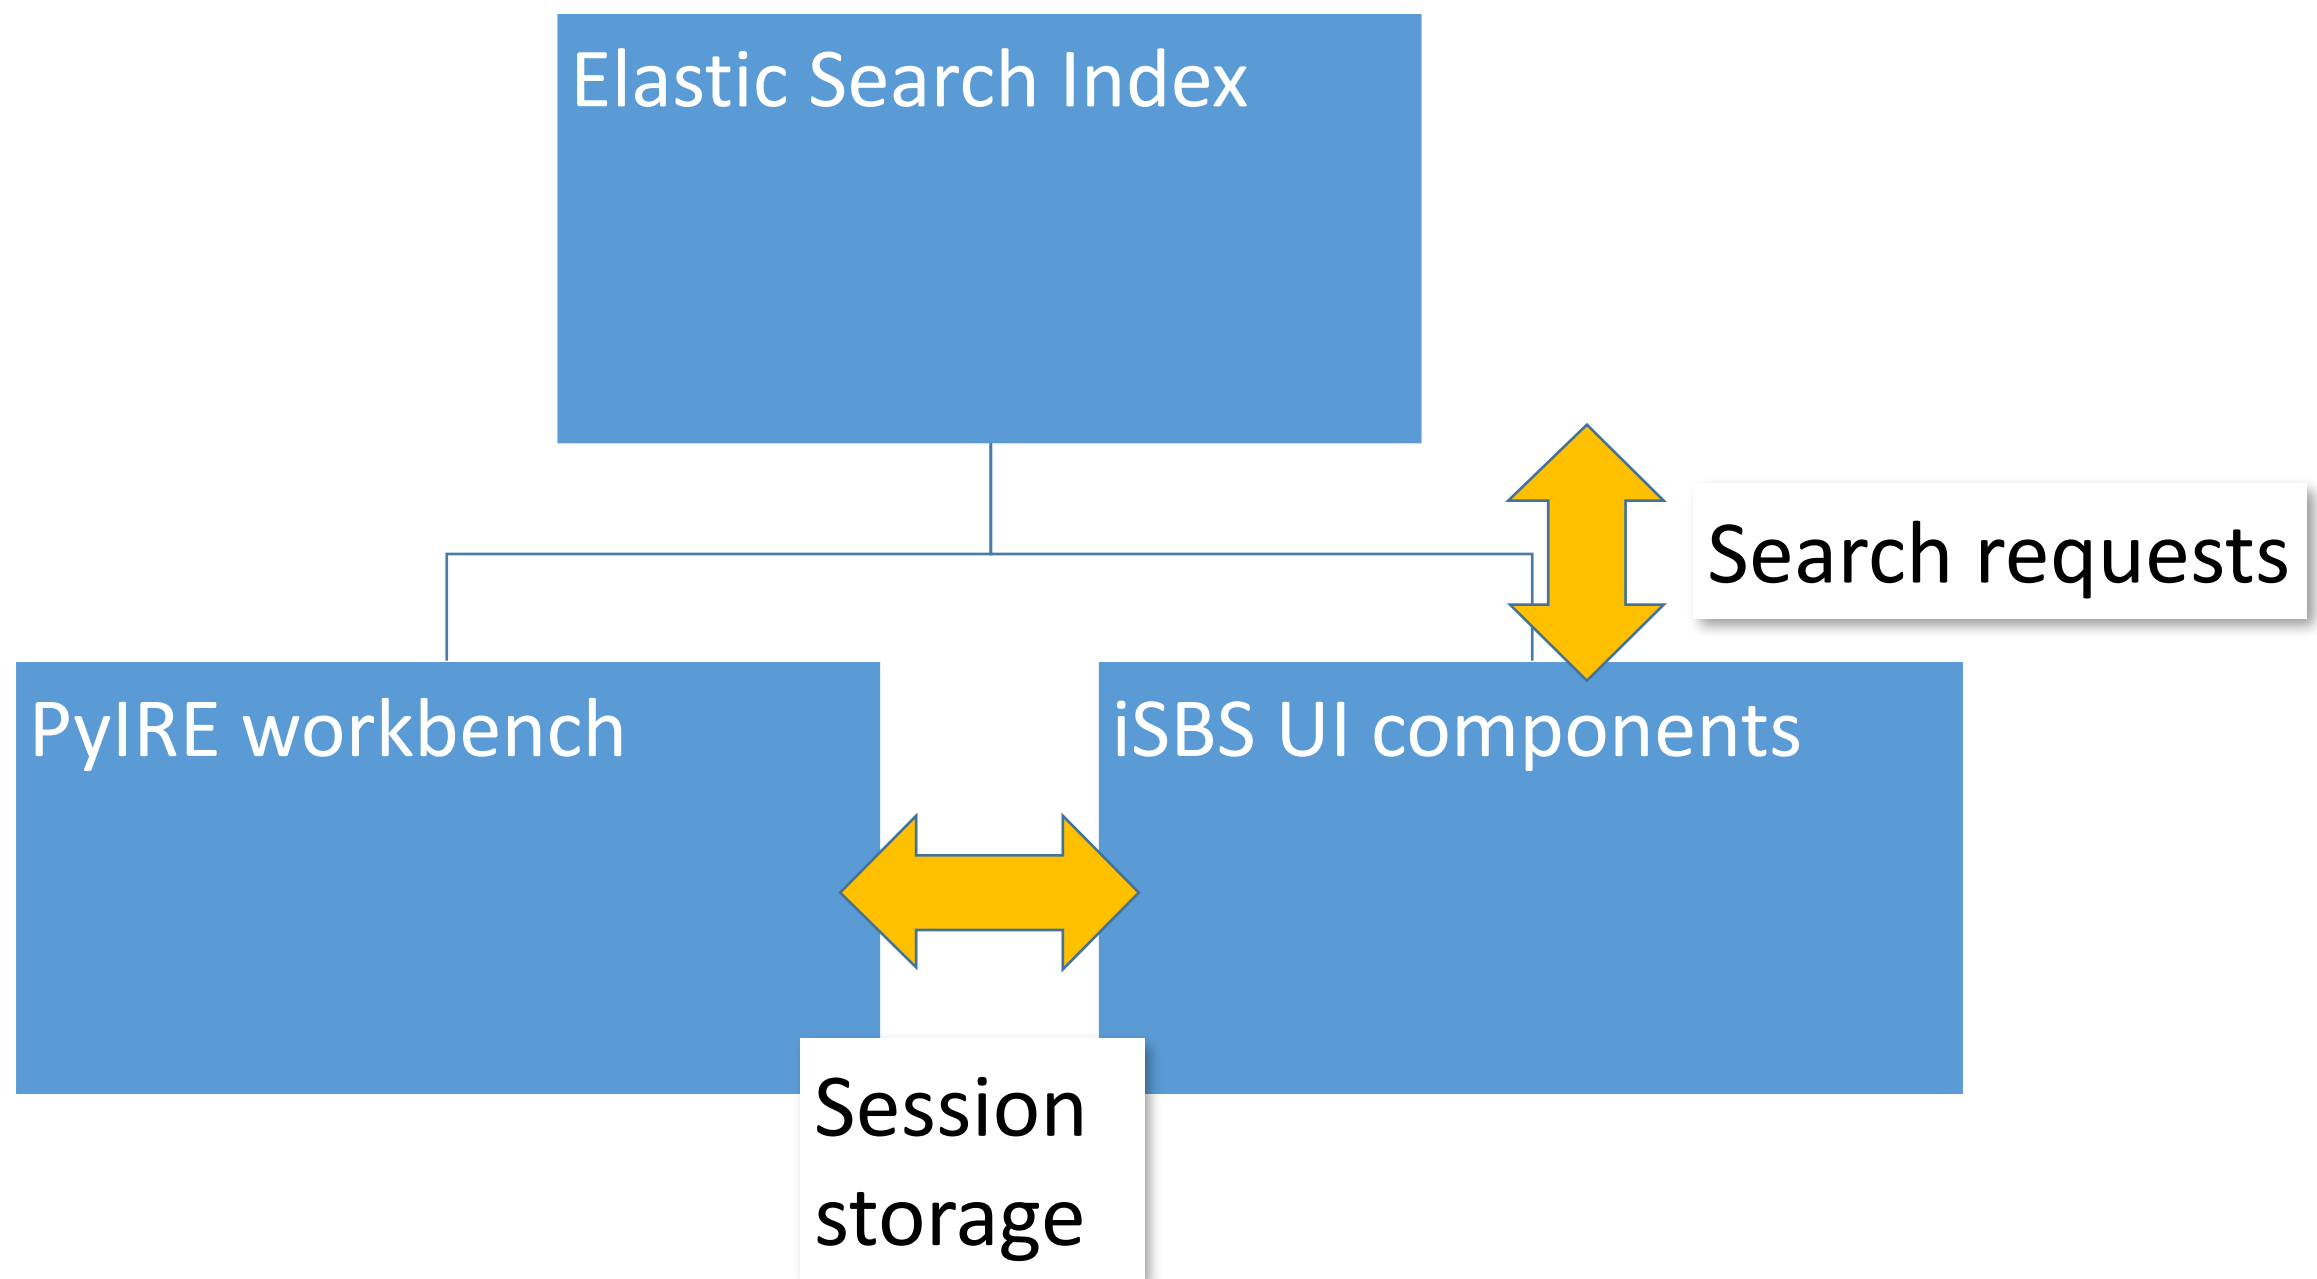 Elastic Search Index
Search requests
PyIRE workbench
iSBS UI components
Session
storage